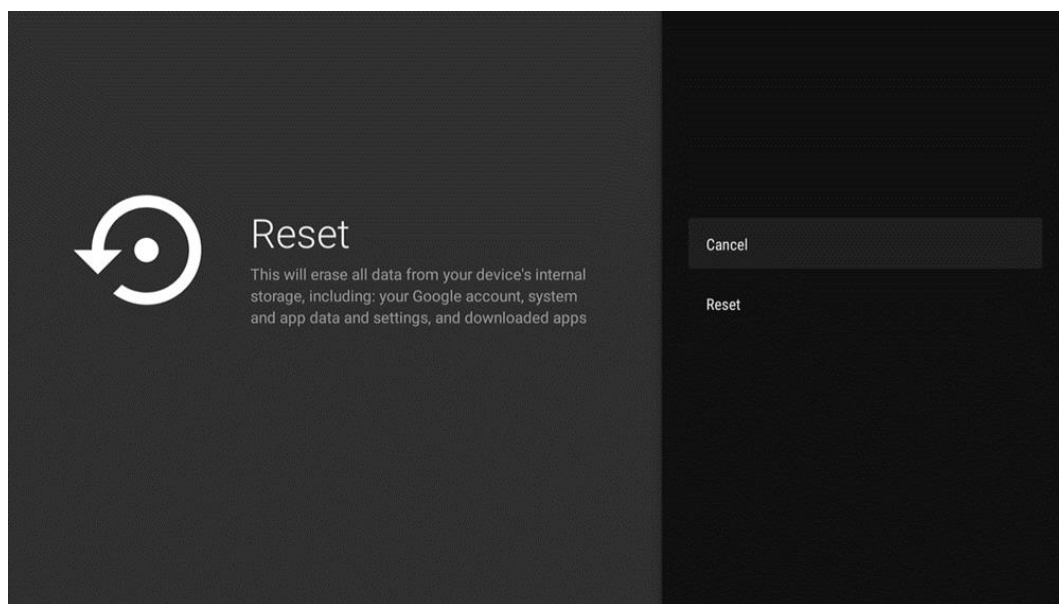 Reset
This will erase all data from your device's internal
storage, including: your Google account, system
and app data and settings, and downloaded apps
Cancel
Reset